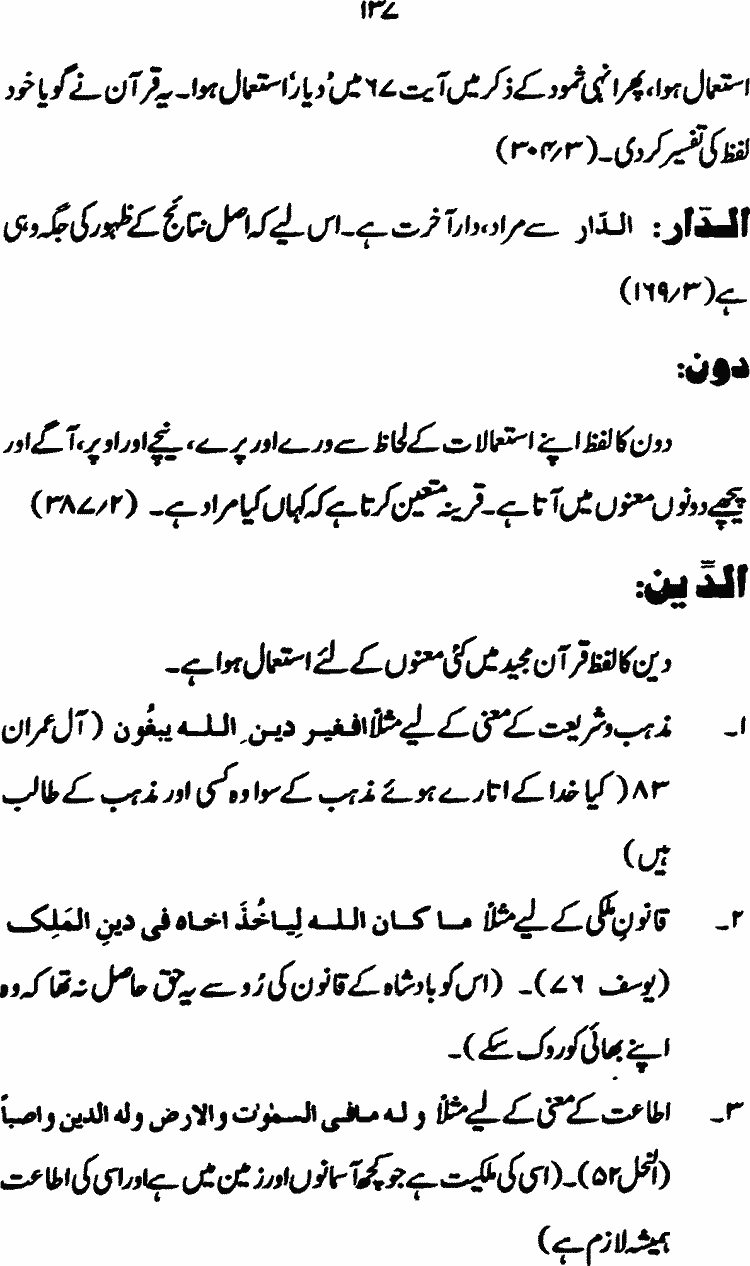 ۱۳۷
استعمال ہوا، پھر انہی ثمود کے ذکر میں آیت ۶۷ میں 'دیار' استعمال ہوا۔ یہ قرآن نے گویا خود
لفظ کی تفسیر کر دی۔ (۳۰۴/۳)
الدّار: الدّار سے مراد، دار آخرت ہے۔ اس لیے کہ اصل نتائج کے ظہور کی جگہ وہی
ہے (۱۶۹/۳)
دون:
دون کا لفظ اپنے استعمالات کے لحاظ سے ورے اور پرے، نیچے اور اوپر، آگے اور
پیچھے دونوں معنوں میں آتا ہے۔ قرینہ متعین کرتا ہے کہ کہاں کیا مراد ہے۔ (۳۸۷/۲)
الدّین:
دین کا لفظ قرآن مجید میں کئی معنوں کے لئے استعمال ہوا ہے۔
۱۔ مذہب و شریعت کے معنی کے لیے مثلاً افغیر دینِ اللہ یبغُون (آل عمران
۸۳ (کیا خدا کے اتارے ہوئے مذہب کے سوا وہ کسی اور مذہب کے طالب
ہیں)
۲۔ قانونِ ملکی کے لیے مثلاً ما کان اللہ لِیاخُذَ اخاہ فی دینِ المَلِک
(یوسف ۷۶)۔ (اس کو بادشاہ کے قانون کی رُو سے یہ حق حاصل نہ تھا کہ وہ
اپنے بھائی کو روک سکے)۔
۳۔ اطاعت کے معنی کے لیے مثلاً و لہ مافی السمٰوٰت والارض ولہ الدین واصباً
(النحل ۵۲)۔ (اسی کی ملکیت ہے جو کچھ آسمانوں اور زمین میں ہے اور اسی کی اطاعت
ہمیشہ لازم ہے)